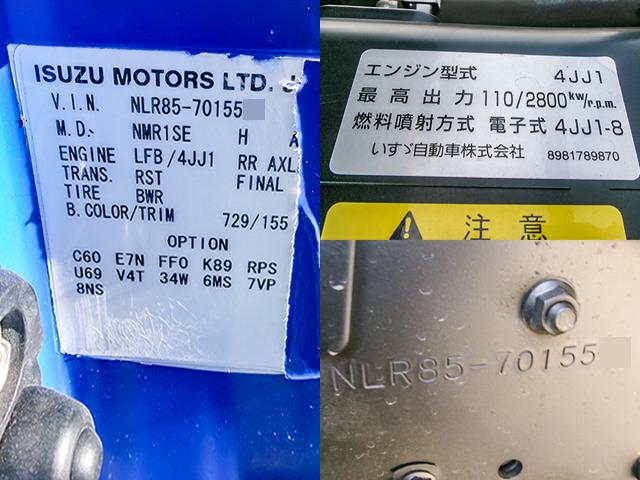 ISUZU MOTORS LTD. J
V.I.N. NLR85-70155
M.D. NMR1SE H A
ENGINE LFB/4JJ1 RR AXL
TRANS. RST FINAL
TIRE BWR
B.COLOR/TRIM 729/155
OPTION
C60 E7N FF0 K89 RPS
U69 V4T 34W 6MS 7VP
8NS
エンジン型式 4JJ1
最高出力 110/2800kw/r.p.m.
燃料噴射方式 電子式 4JJ1-8
いすゞ自動車株式会社 8981789870
注意
NLR85-70155